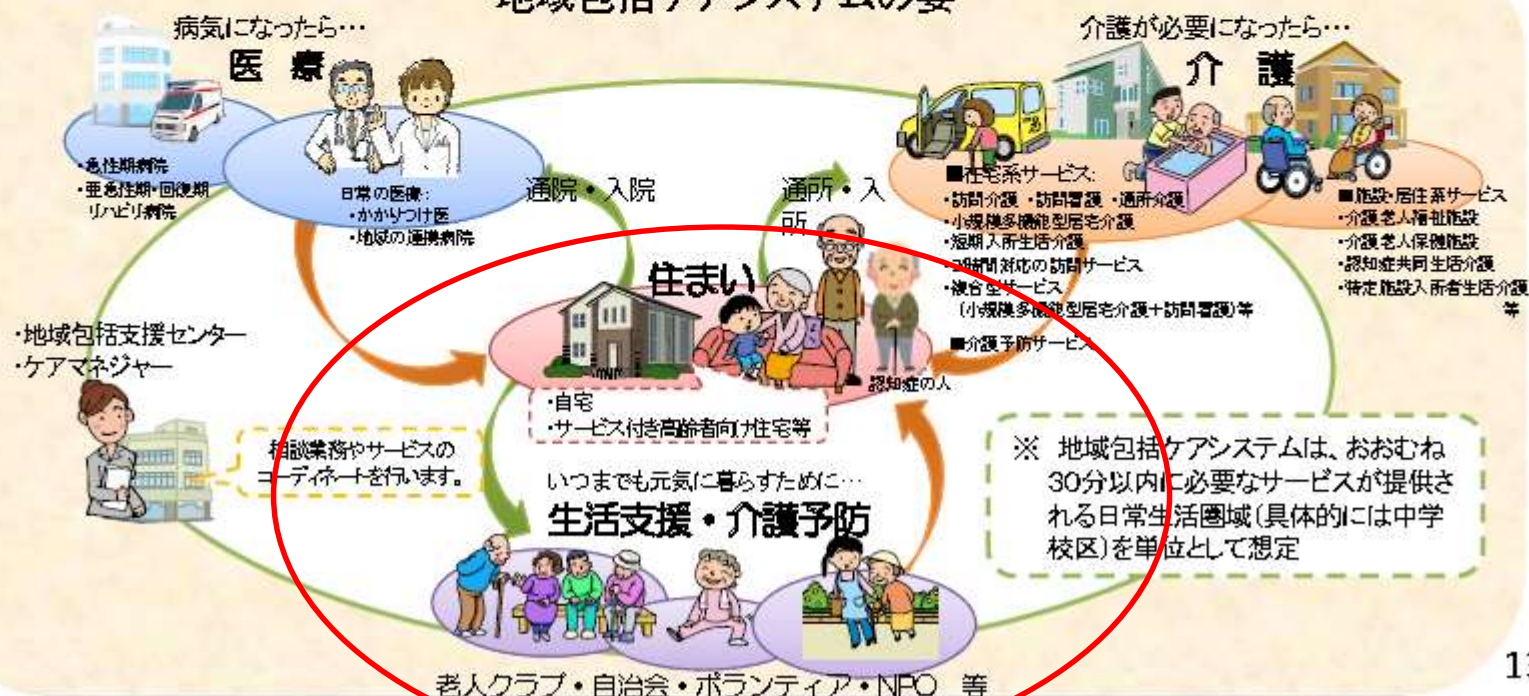 地域包括ケアシステムの姿
病気になったら…
医 療
・急性期病院
・亜急性期・回復期
リハビリ病院
日常の医療:
・かかりつけ医
・地域の連携病院
通院・入院
通所・入
所
介護が必要になったら…
介 護
■在宅系サービス:
・訪問介護 ・訪問看護 ・通所介護
・小規模多機能型居宅介護
・短期入所生活介護
時間対応の訪問サービス
・複合型サービス
(小規模多機能型居宅介護+訪問看護)等
■介護予防サービス
■施設・居住系サービス
・介護老人福祉施設
・介護老人保健施設
・認知症共同生活介護
・特定施設入所者生活介護
等
住まい
認知症の人
・自宅
・サービス付き高齢者向け住宅等
・地域包括支援センター
・ケアマネジャー
相談業務やサービスの
コーディネートを行います。
いつまでも元気に暮らすために…
生活支援・介護予防
老人クラブ・自治会・ボランティア・NPO 等
※ 地域包括ケアシステムは、おおむね
30分以内に必要なサービスが提供さ
れる日常生活圏域(具体的には中学
校区)を単位として想定